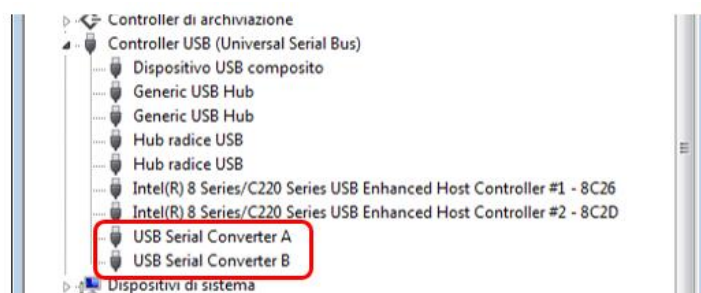 Controller di archiviazione
Controller USB (Universal Serial Bus)
Dispositivo USB composito
Generic USB Hub
Generic USB Hub
Hub radice USB
Hub radice USB
Intel(R) 8 Series/C220 Series USB Enhanced Host Controller #1 - 8C26
Intel(R) 8 Series/C220 Series USB Enhanced Host Controller #2 - 8C2D
USB Serial Converter A
USB Serial Converter B
Dispositivi di sistema